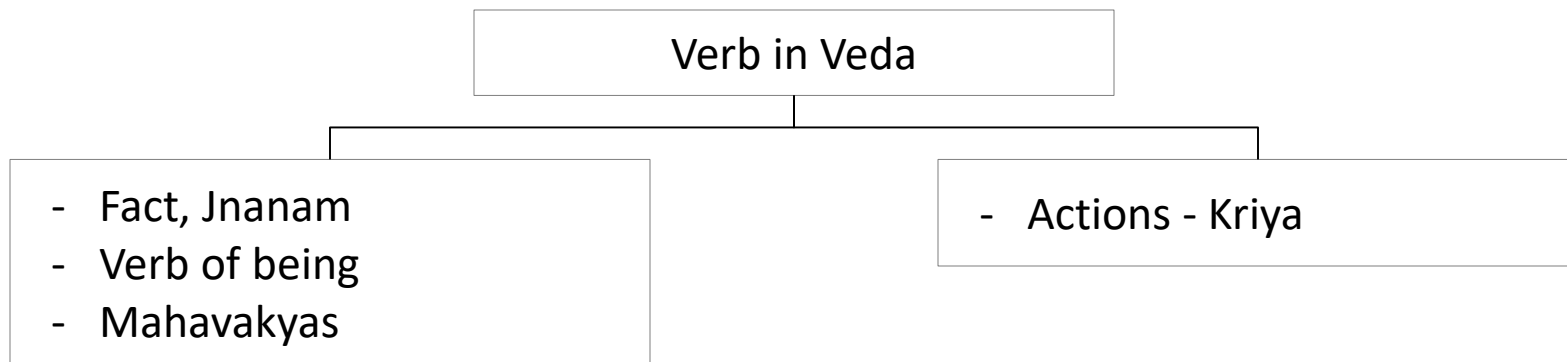 Verb in Veda
- Fact, Jnanam
- Verb of being
- Mahavakyas
- Actions - Kriya